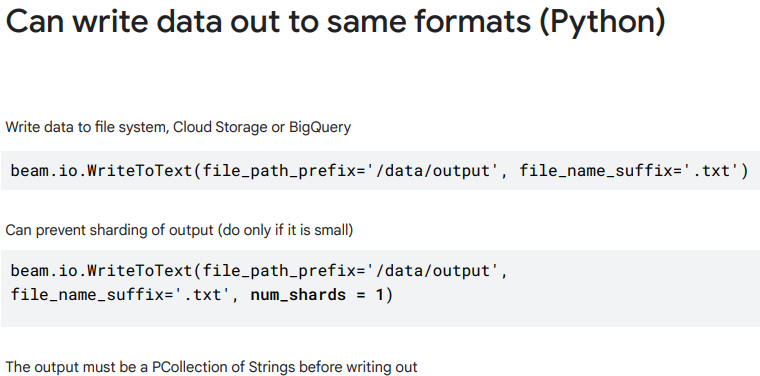 Can write data out to same formats (Python)
Write data to file system, Cloud Storage or BigQuery
beam.io.WriteToText(file_path_prefix='/data/output', file_name_suffix='.txt')
Can prevent sharding of output (do only if it is small)
beam.io.WriteToText(file_path_prefix='/data/output',
file_name_suffix='.txt', num_shards = 1)
The output must be a PCollection of Strings before writing out